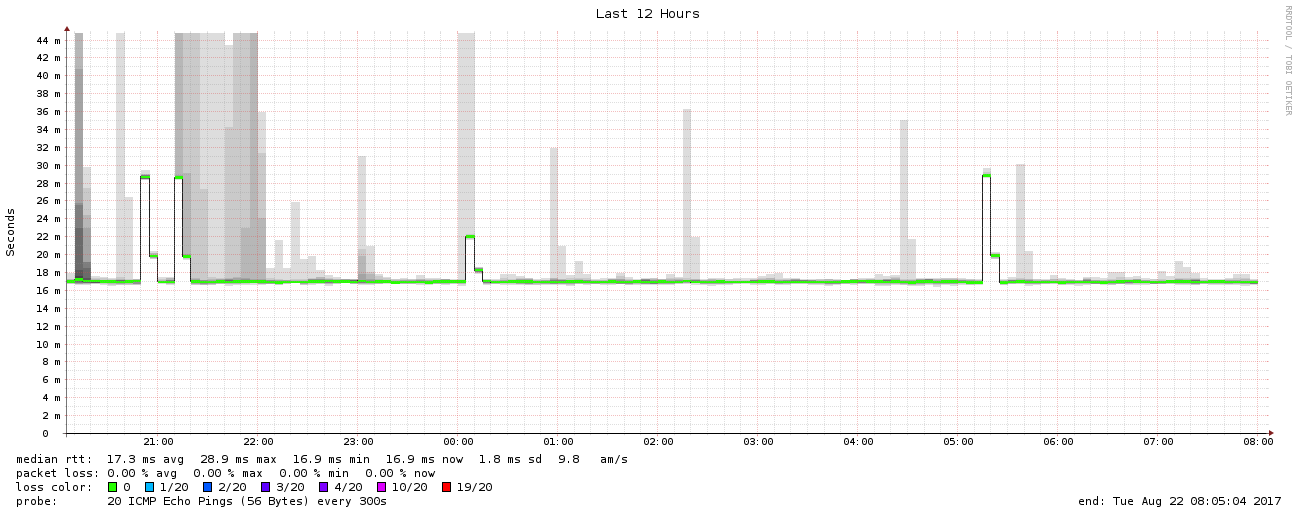 Last 12 Hours
RRDTOOL / TOBI OETIKER
Seconds
44 m
42 m
40 m
38 m
36 m
34 m
32 m
30 m
28 m
26 m
24 m
22 m
20 m
18 m
16 m
14 m
12 m
10 m
8 m
6 m
4 m
2 m
0
21:00 22:00 23:00 00:00 01:00 02:00 03:00 04:00 05:00 06:00 07:00 08:00
median rtt: 17.3 ms avg 28.9 ms max 16.9 ms min 16.9 ms now 1.8 ms sd 9.8 am/s
packet loss: 0.00 % avg 0.00 % max 0.00 % min 0.00 % now
loss color: 0 1/20 2/20 3/20 4/20 10/20 19/20
probe: 20 ICMP Echo Pings (56 Bytes) every 300s end: Tue Aug 22 08:05:04 2017